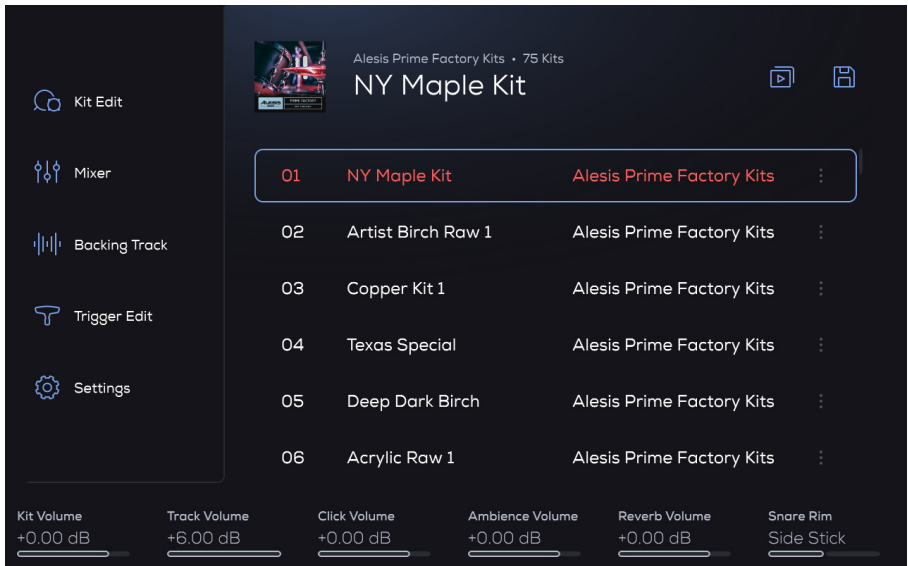 Alesis Prime Factory Kits • 75 Kits
NY Maple Kit
ALESIS
Kit Edit
Mixer
Backing Track
Trigger Edit
Settings
01 NY Maple Kit Alesis Prime Factory Kits
02 Artist Birch Raw 1 Alesis Prime Factory Kits
03 Copper Kit 1 Alesis Prime Factory Kits
04 Texas Special Alesis Prime Factory Kits
05 Deep Dark Birch Alesis Prime Factory Kits
06 Acrylic Raw 1 Alesis Prime Factory Kits
Kit Volume Track Volume Click Volume Ambience Volume Reverb Volume Snare Rim
+0.00 dB +6.00 dB +0.00 dB +0.00 dB +0.00 dB Side Stick